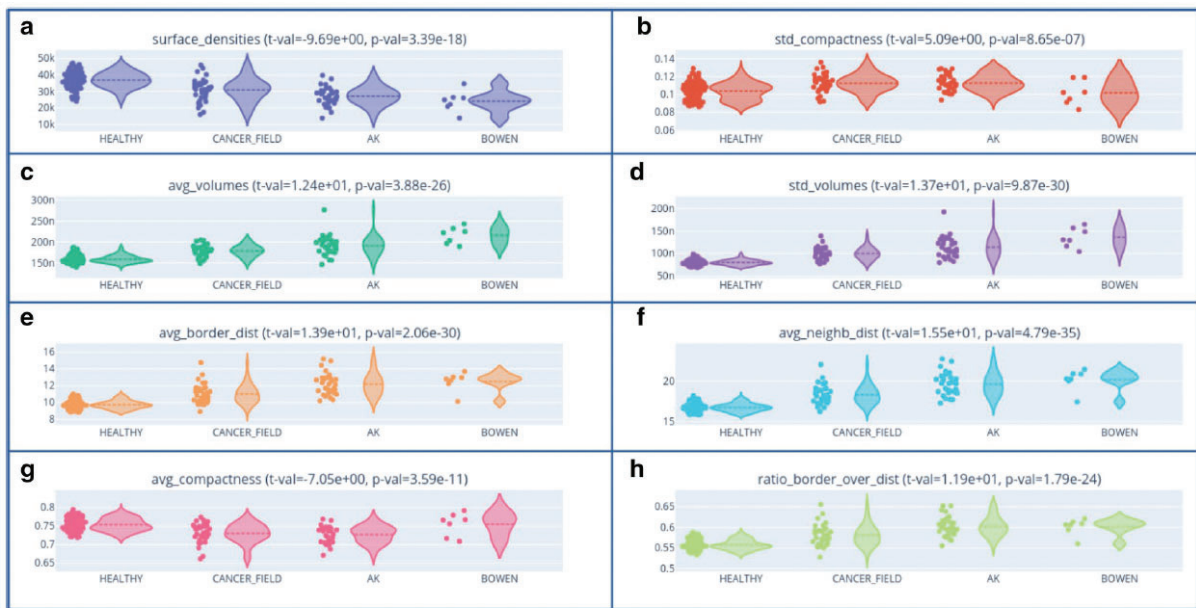 a
surface_densities (t-val=-9.69e+00, p-val=3.39e-18)
50k
40k
30k
20k
10k
HEALTHY CANCER_FIELD AK BOWEN
b
std_compactness (t-val=5.09e+00, p-val=8.65e-07)
0.14
0.12
0.1
0.08
0.06
HEALTHY CANCER_FIELD AK BOWEN
c
avg_volumes (t-val=1.24e+01, p-val=3.88e-26)
300n
250n
200n
150n
HEALTHY CANCER_FIELD AK BOWEN
d
std_volumes (t-val=1.37e+01, p-val=9.87e-30)
200n
150n
100n
50n
HEALTHY CANCER_FIELD AK BOWEN
e
avg_border_dist (t-val=1.39e+01, p-val=2.06e-30)
16
14
12
10
8
HEALTHY CANCER_FIELD AK BOWEN
f
avg_neighb_dist (t-val=1.55e+01, p-val=4.79e-35)
20
15
HEALTHY CANCER_FIELD AK BOWEN
g
avg_compactness (t-val=-7.05e+00, p-val=3.59e-11)
0.8
0.75
0.7
0.65
HEALTHY CANCER_FIELD AK BOWEN
h
ratio_border_over_dist (t-val=1.19e+01, p-val=1.79e-24)
0.65
0.6
0.55
0.5
HEALTHY CANCER_FIELD AK BOWEN